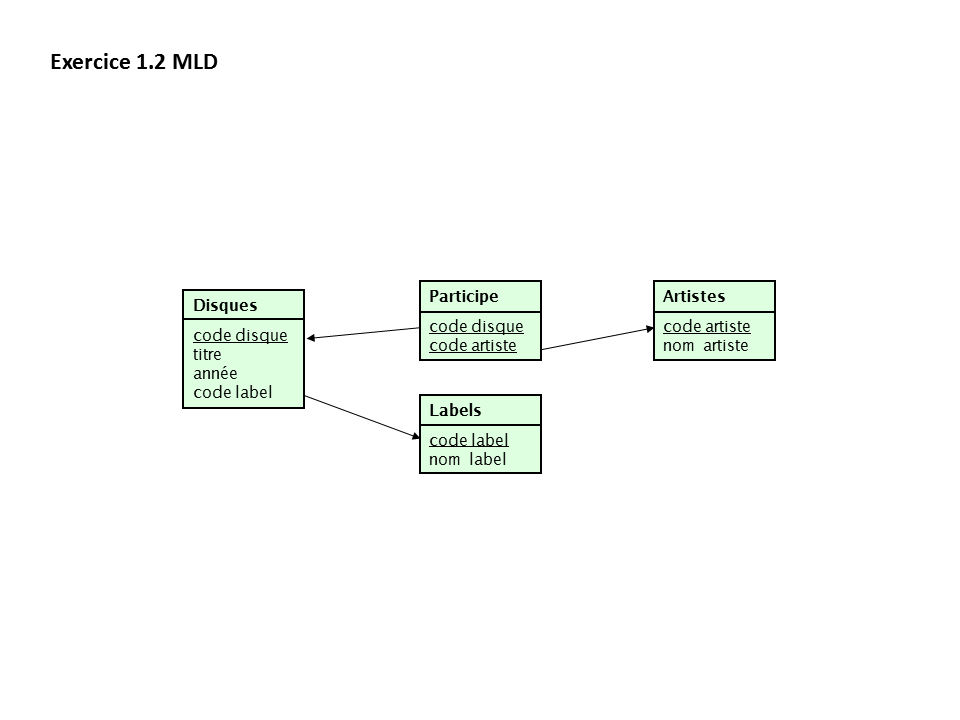 Exercice 1.2 MLD
Disques
code disque
titre
année
code label
Participe
code disque
code artiste
Artistes
code artiste
nom artiste
Labels
code label
nom label